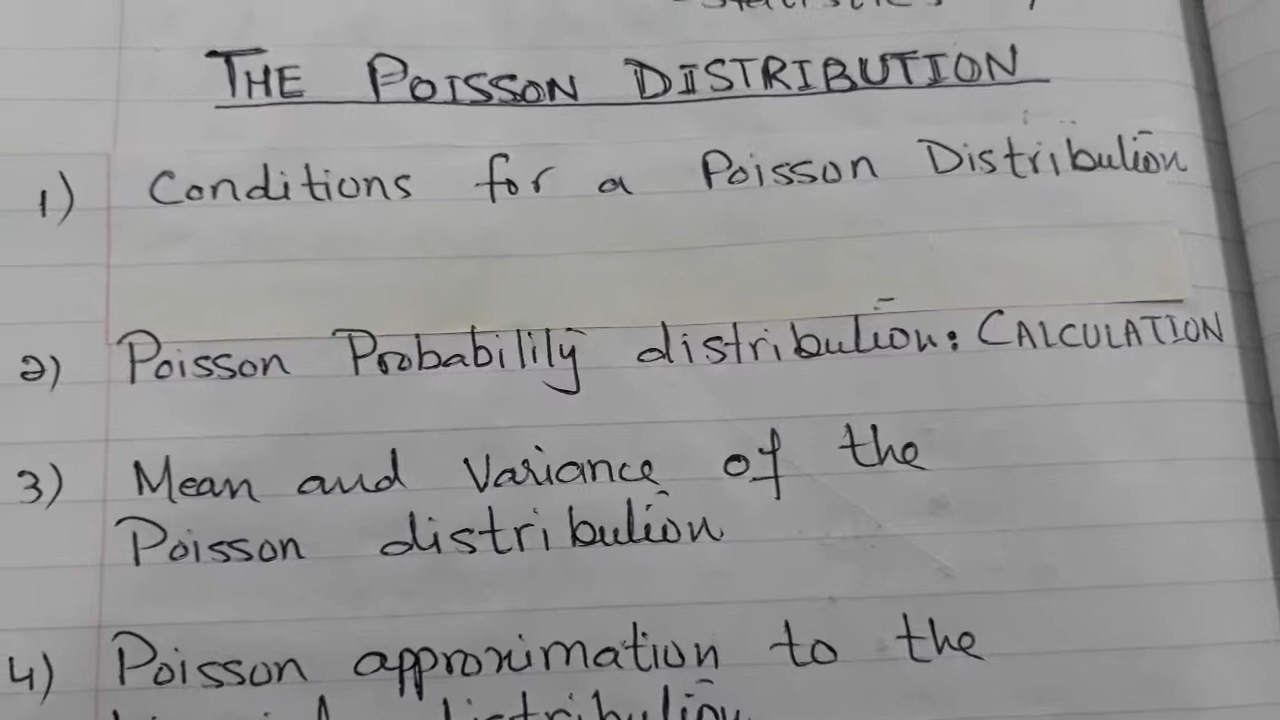 THE POISSON DISTRIBUTION
1) Conditions for a Poisson Distribution
2) Poisson Probability distribution: CALCULATION
3) Mean and Variance of the
Poisson distribution
4) Poisson approximation to the
distribution